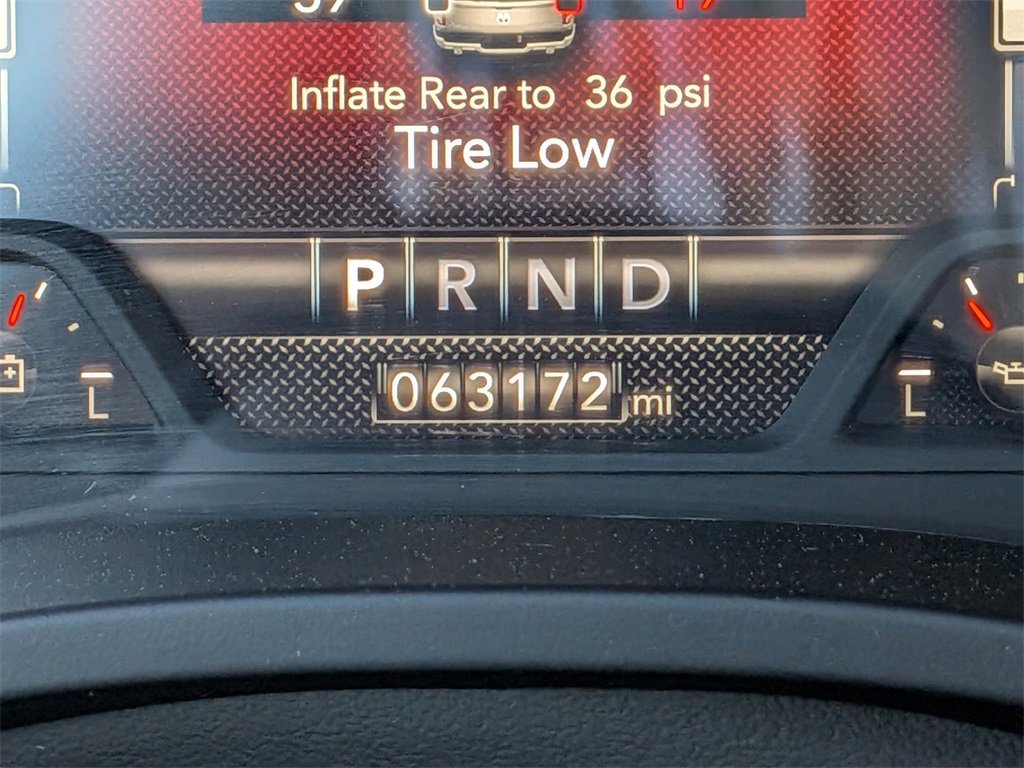 Inflate Rear to 36 psi
Tire Low
P R N D
063172 mi
L L